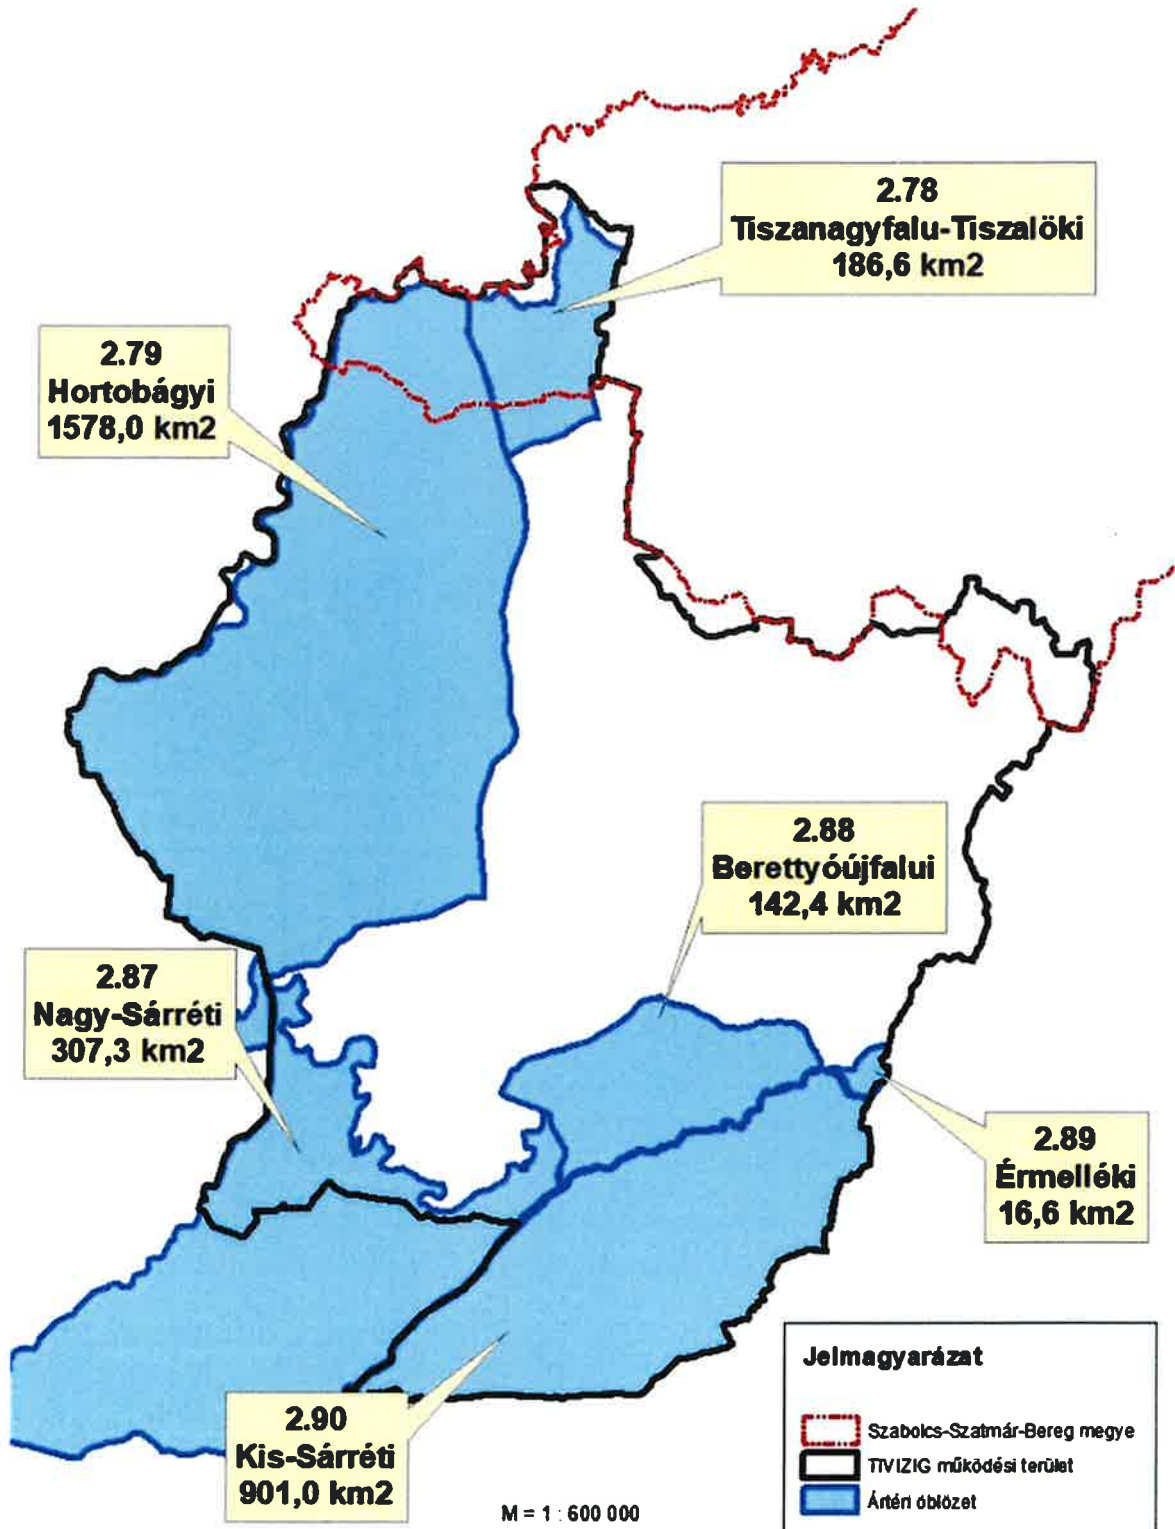 2.78
Tiszanagyfalu-Tiszalöki
186,6 km2
2.79
Hortobágyi
1578,0 km2
2.88
Berettyóújfalui
142,4 km2
2.87
Nagy-Sárréti
307,3 km2
2.89
Érmelléki
16,6 km2
2.90
Kis-Sárréti
901,0 km2
M = 1 : 600 000
Jelmagyarázat
Szabolcs-Szatmár-Bereg megye
TIVIZIG működési terület
Ártéri öblözet